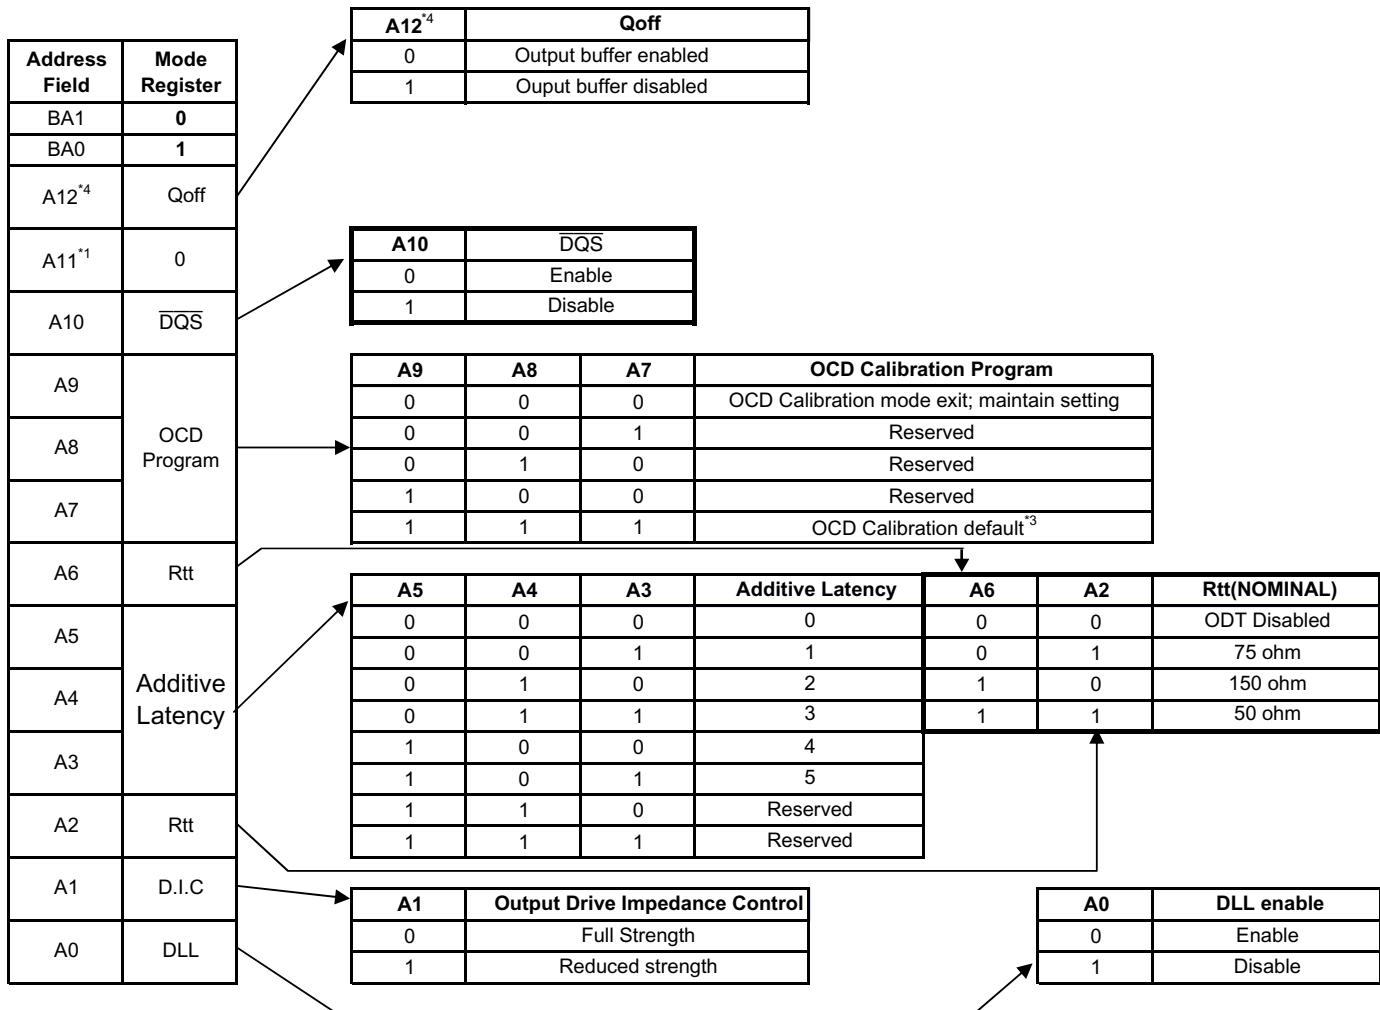 Address Field | Mode Register
BA1 | 0
BA0 | 1
A12*4 | Qoff
A11*1 | 0
A10 | D̅Q̅S̅
A9
A8
A7
OCD Program
A6 | Rtt
A5
A4
A3
Additive Latency
A2 | Rtt
A1 | D.I.C
A0 | DLL
A12*4 | Qoff
0 | Output buffer enabled
1 | Ouput buffer disabled
A10 | D̅Q̅S̅
0 | Enable
1 | Disable
A9 | A8 | A7 | OCD Calibration Program
0 | 0 | 0 | OCD Calibration mode exit; maintain setting
0 | 0 | 1 | Reserved
0 | 1 | 0 | Reserved
1 | 0 | 0 | Reserved
1 | 1 | 1 | OCD Calibration default*3
A5 | A4 | A3 | Additive Latency
0 | 0 | 0 | 0
0 | 0 | 1 | 1
0 | 1 | 0 | 2
0 | 1 | 1 | 3
1 | 0 | 0 | 4
1 | 0 | 1 | 5
1 | 1 | 0 | Reserved
1 | 1 | 1 | Reserved
A6 | A2 | Rtt(NOMINAL)
0 | 0 | ODT Disabled
0 | 1 | 75 ohm
1 | 0 | 150 ohm
1 | 1 | 50 ohm
A1 | Output Drive Impedance Control
0 | Full Strength
1 | Reduced strength
A0 | DLL enable
0 | Enable
1 | Disable